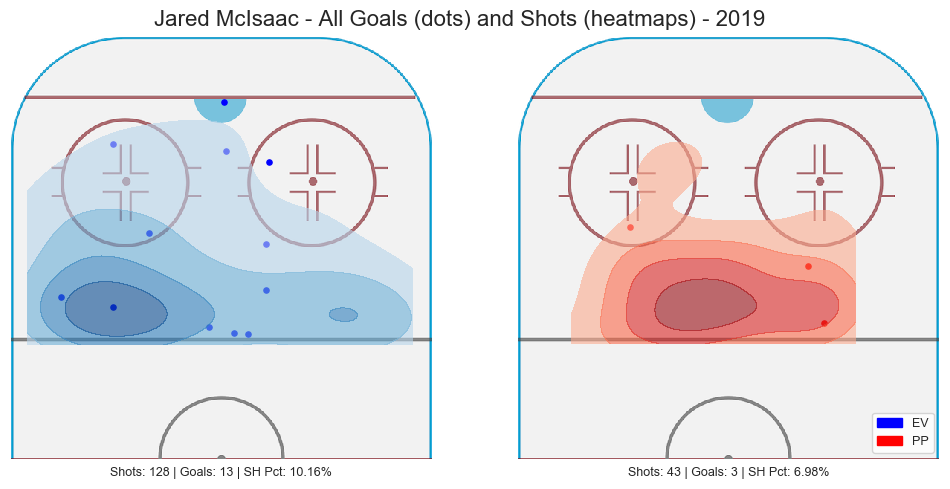 Jared McIsaac - All Goals (dots) and Shots (heatmaps) - 2019
EV
PP
Shots: 128 | Goals: 13 | SH Pct: 10.16%
Shots: 43 | Goals: 3 | SH Pct: 6.98%